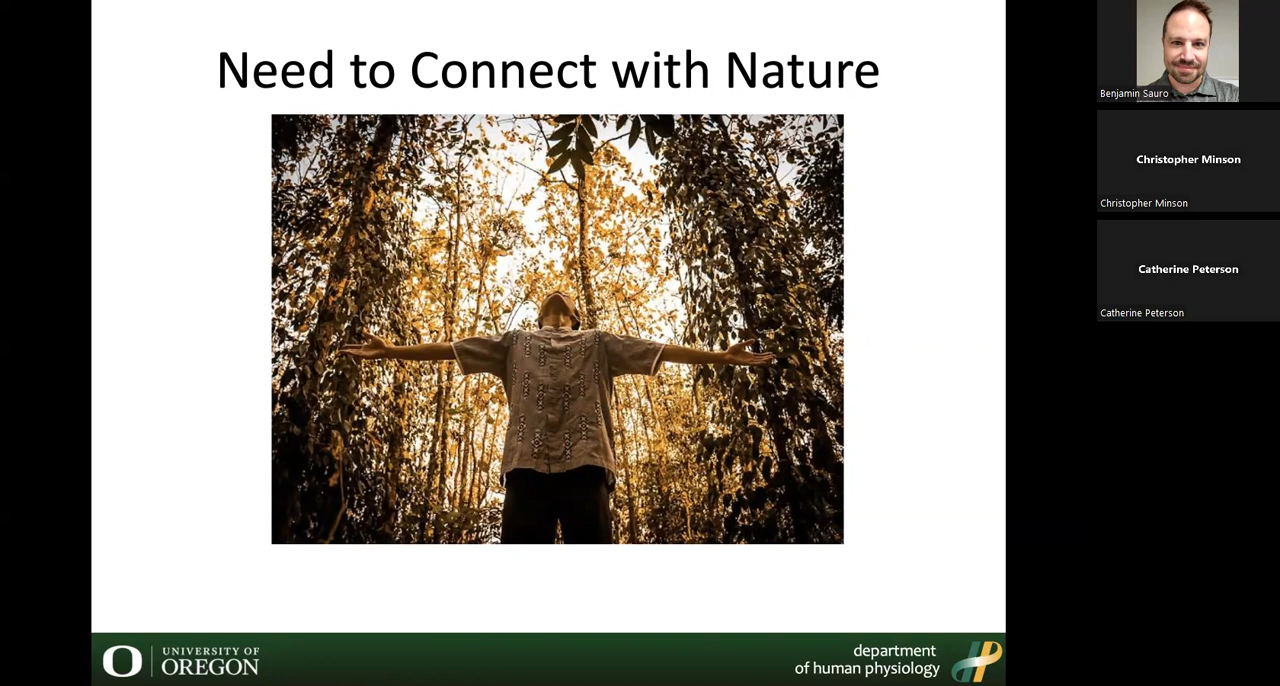 Need to Connect with Nature
Benjamin Sauro
Christopher Minson
Christopher Minson
Catherine Peterson
Catherine Peterson
O
UNIVERSITY OF
OREGON
department
of human physiology